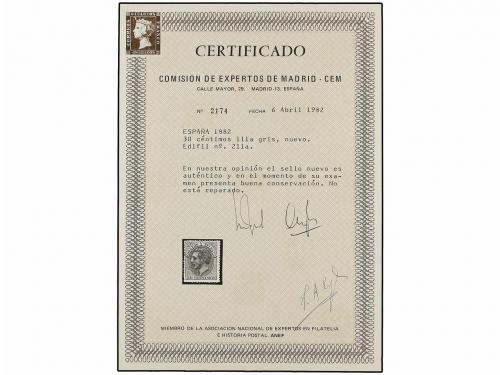 CERTIFICADO
COMISION DE EXPERTOS DE MADRID - CEM
CALLE MAYOR, 29. MADRID-13. ESPAÑA
Nº 2174 FECHA 6 Abril 1982
ESPAÑA 1882
30 céntimos lila gris, nuevo.
Edifil nº. 211a.
En nuestra opinión el sello nuevo es
auténtico y en el momento de su exa-
men presenta buena conservación. No
está reparado.
MIEMBRO DE LA ASOCIACION NACIONAL DE EXPERTOS EN FILATELIA
E HISTORIA POSTAL. ANEF